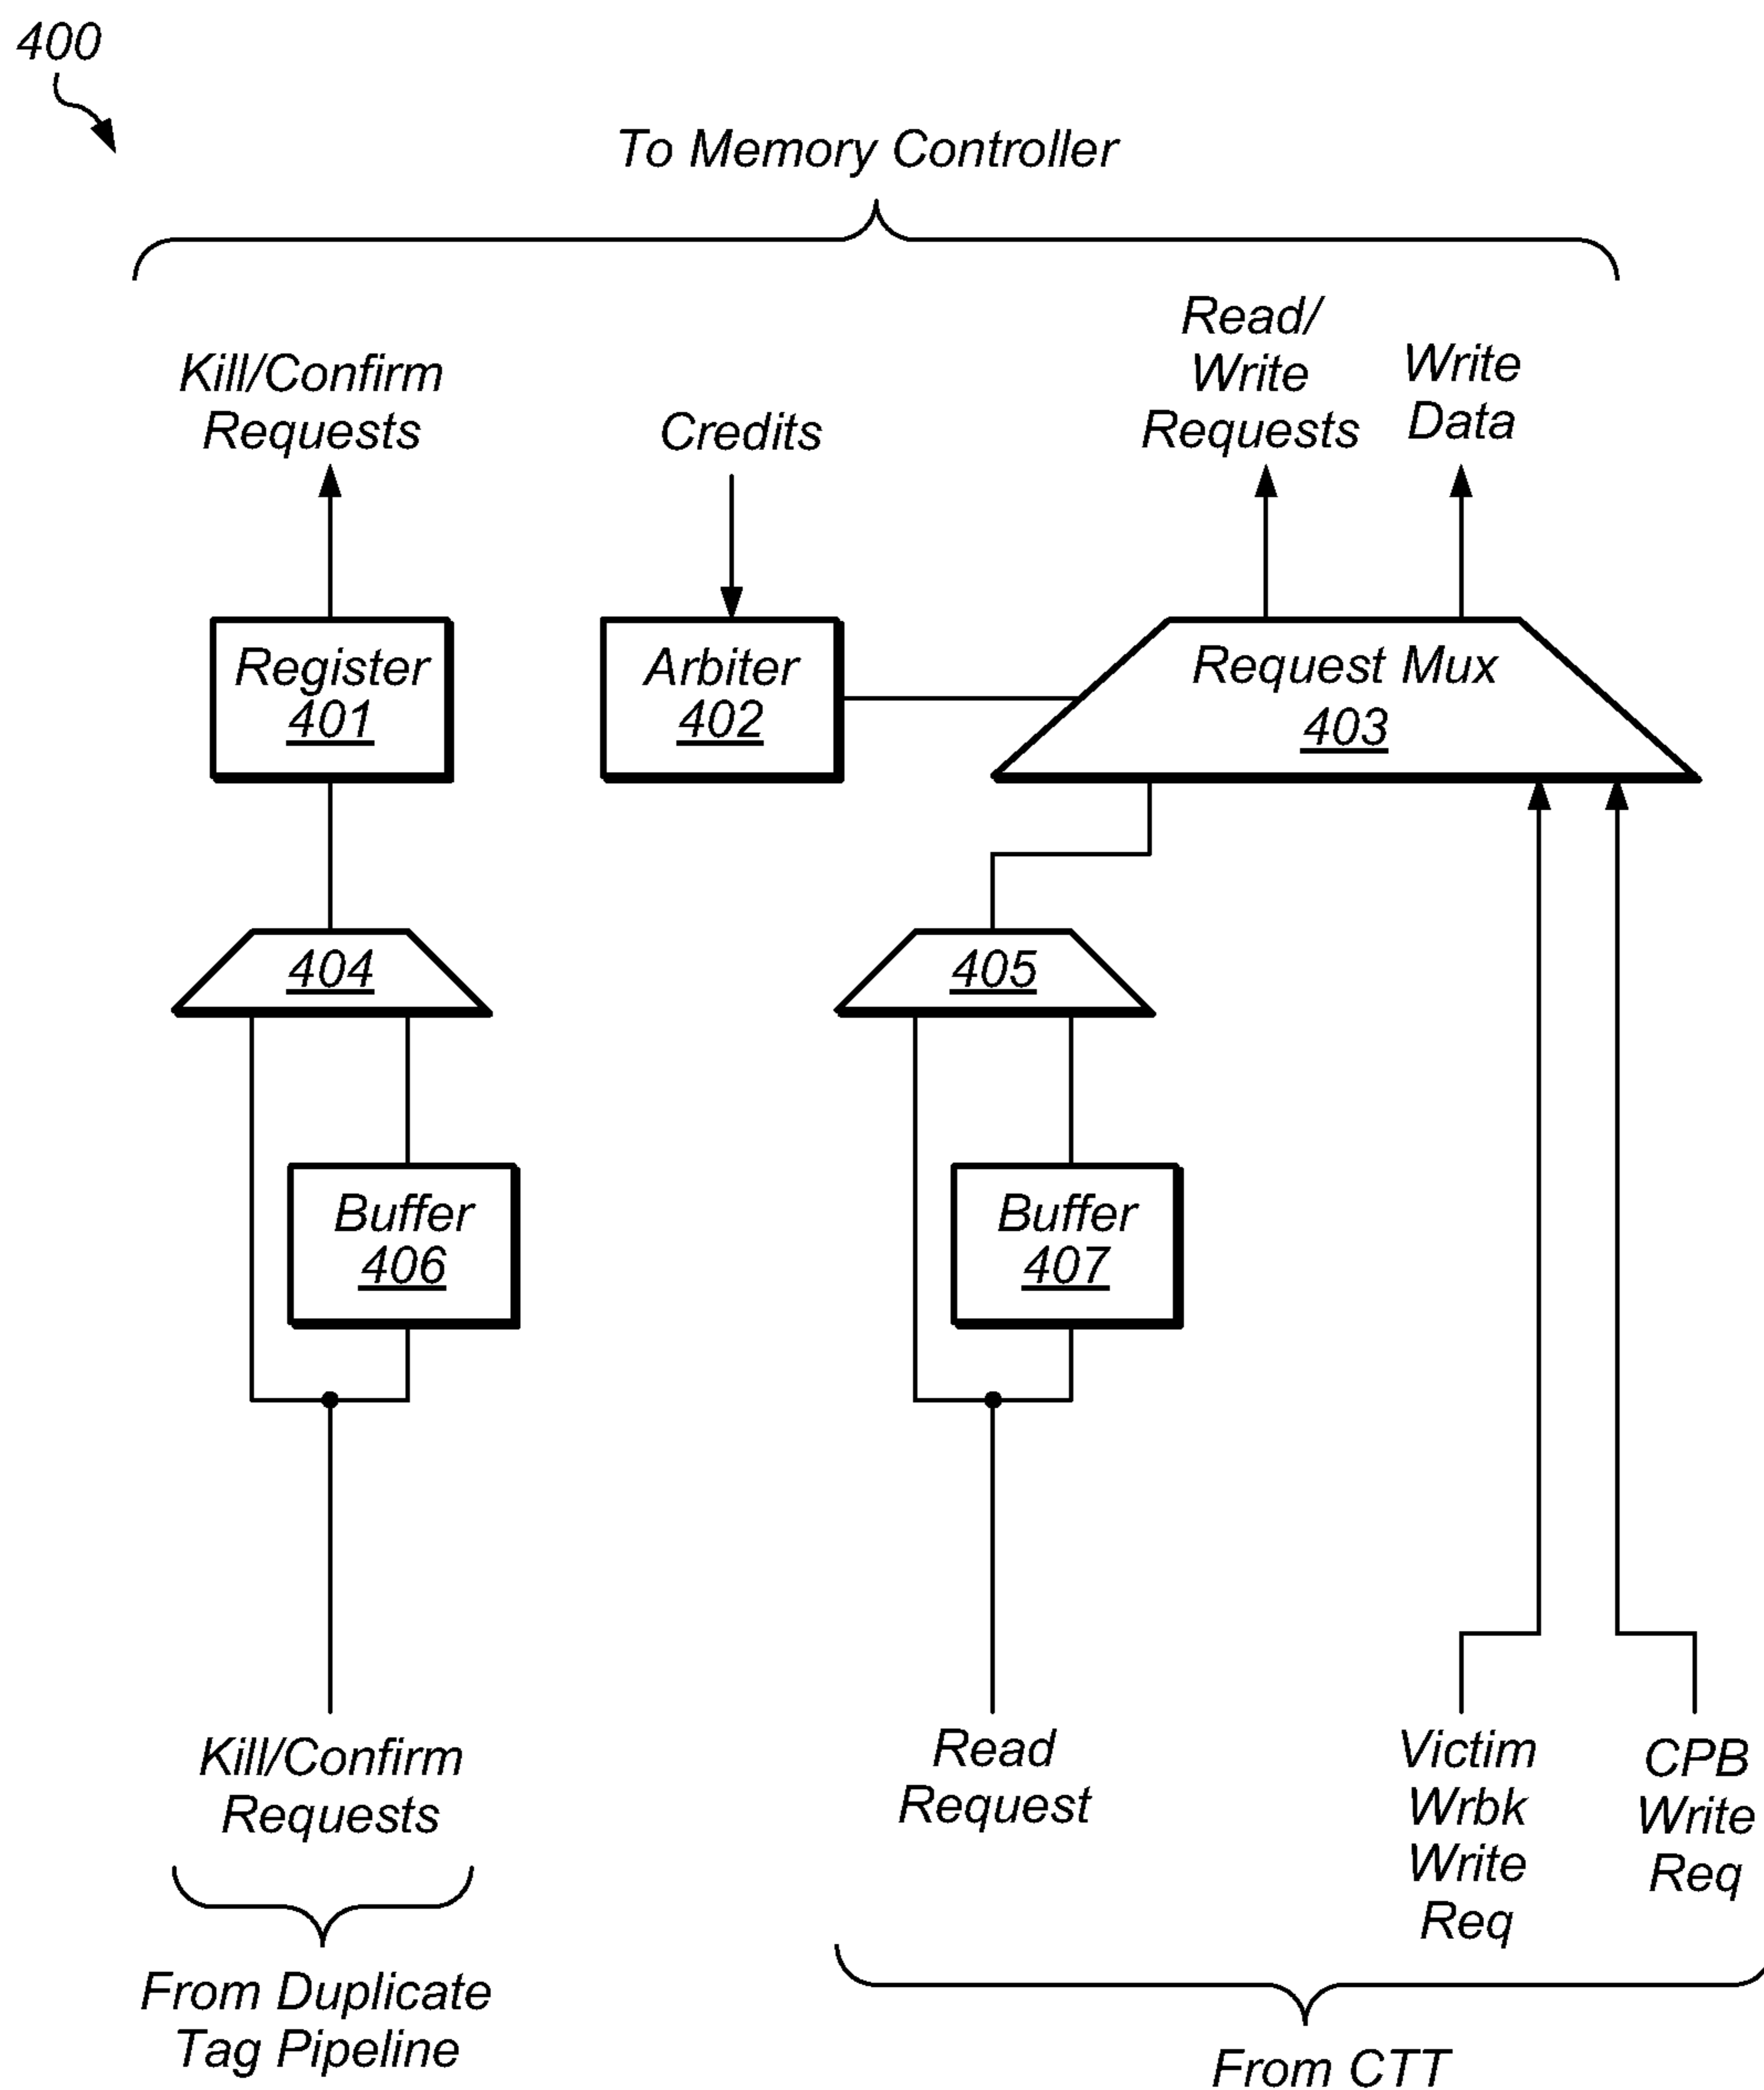 400
To Memory Controller
Kill/Confirm
Requests
Credits
Read/
Write
Requests
Write
Data
Register
401
Arbiter
402
Request Mux
403
404
405
Buffer
406
Buffer
407
Kill/Confirm
Requests
Read
Request
Victim
Wrbk
Write
Req
CPB
Write
Req
From Duplicate
Tag Pipeline
From CTT